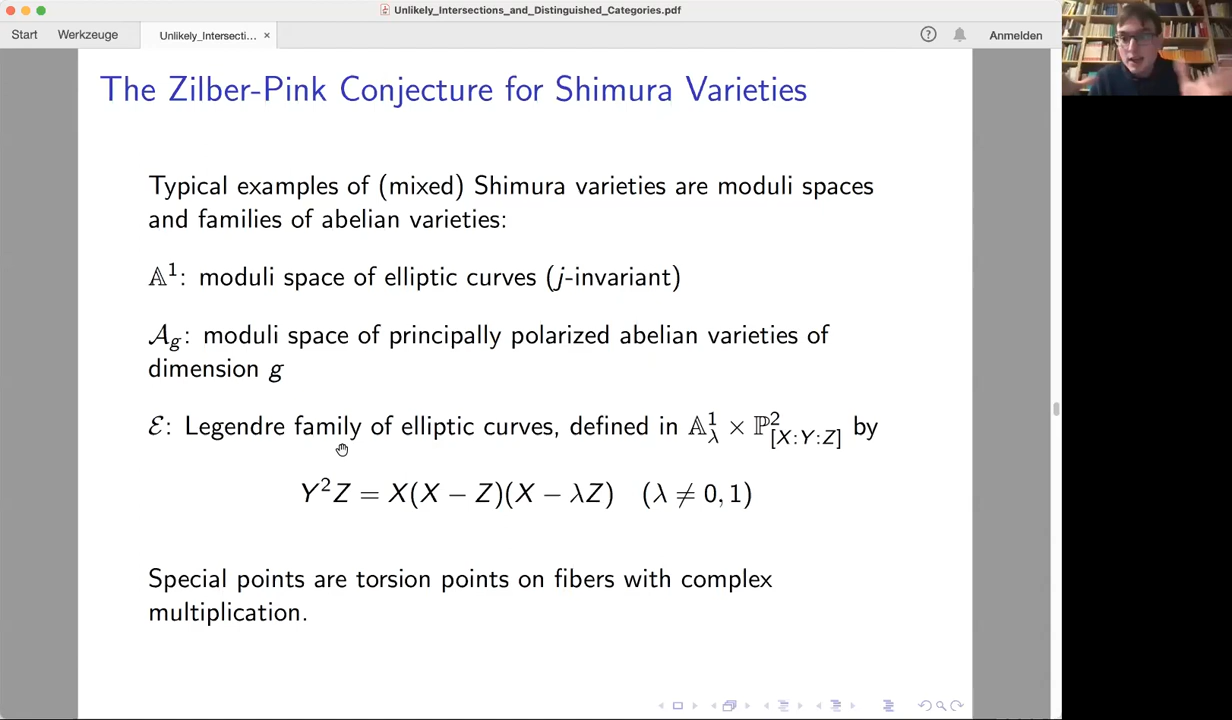 Unlikely_Intersections_and_Distinguished_Categories.pdf
Start Werkzeuge Unlikely_Intersecti... × ? Anmelden
The Zilber-Pink Conjecture for Shimura Varieties
Typical examples of (mixed) Shimura varieties are moduli spaces
and families of abelian varieties:
𝔸¹: moduli space of elliptic curves (j-invariant)
𝒜_g: moduli space of principally polarized abelian varieties of
dimension g
ℰ: Legendre family of elliptic curves, defined in 𝔸¹_λ × ℙ²_[X:Y:Z] by
Y²Z = X(X − Z)(X − λZ) (λ ≠ 0, 1)
Special points are torsion points on fibers with complex
multiplication.